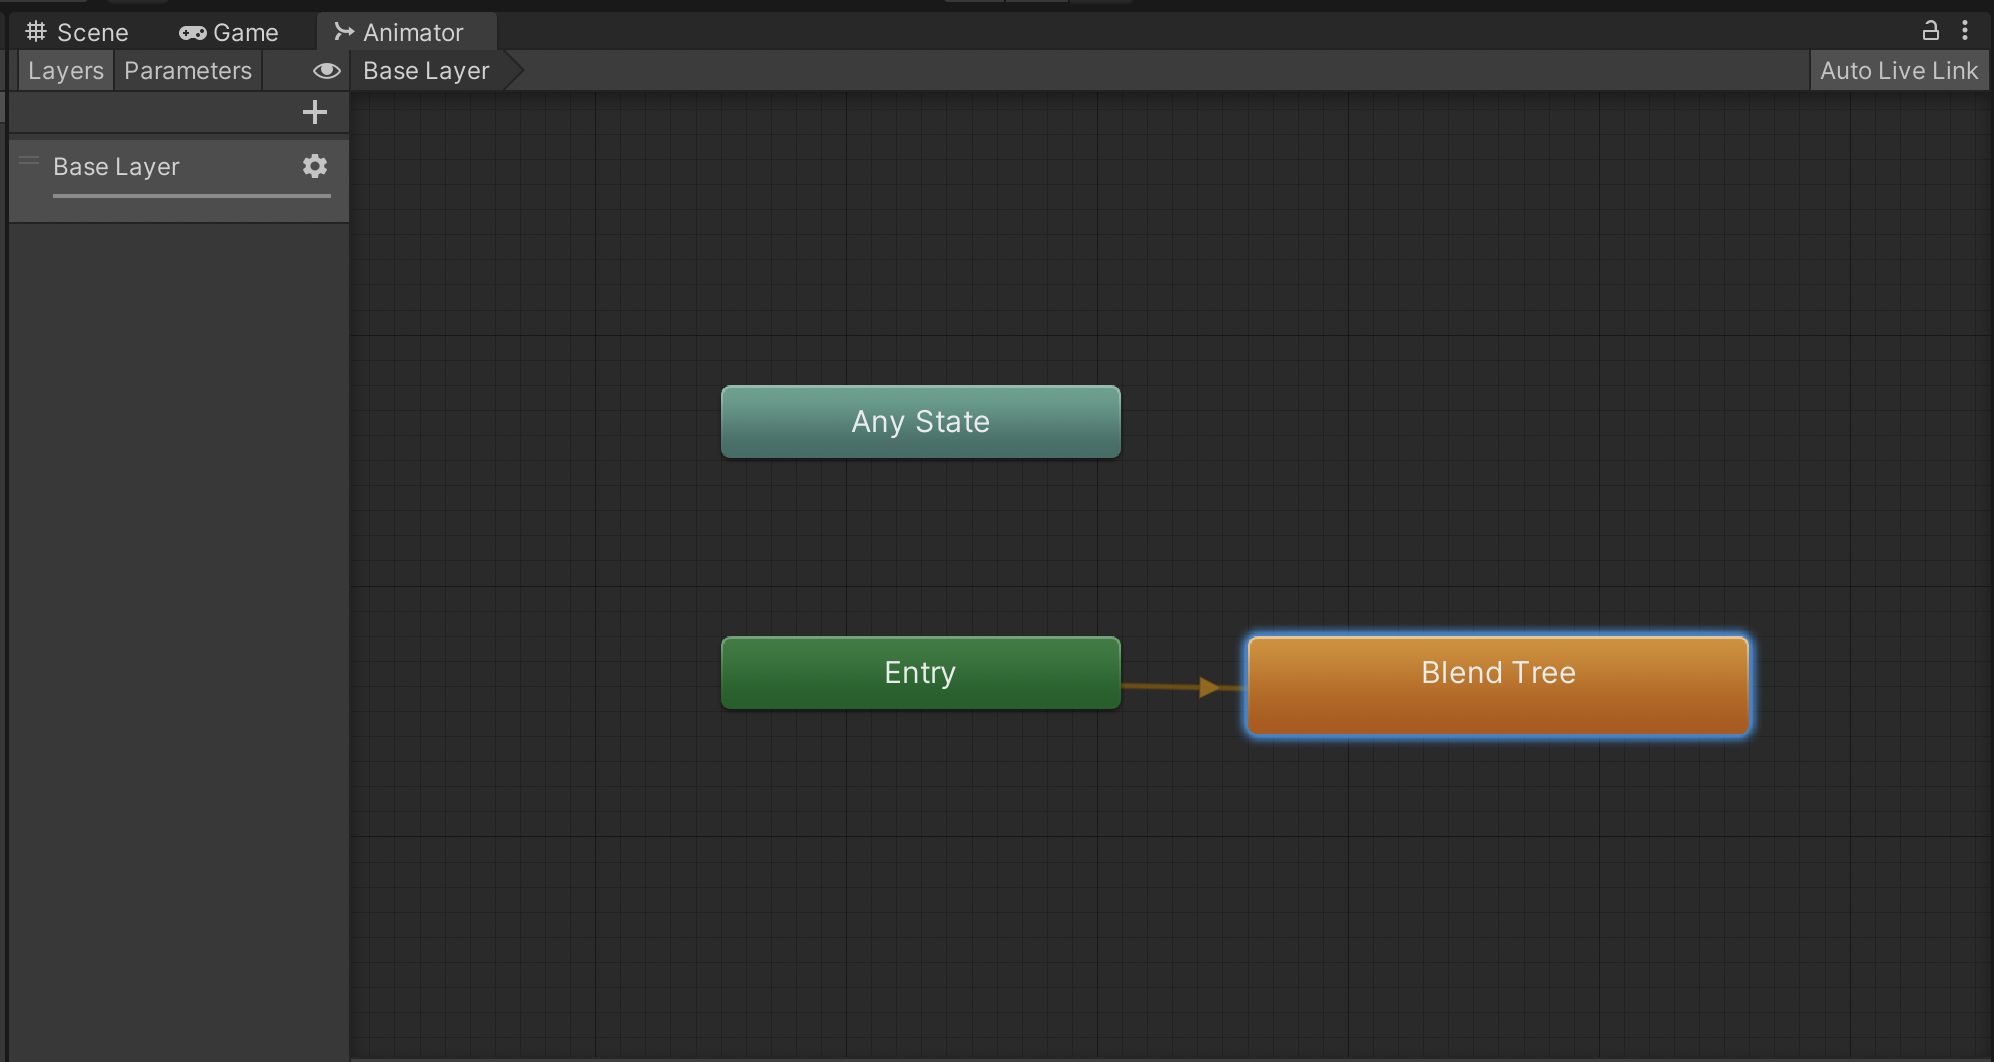 Scene Game Animator
Layers Parameters Base Layer Auto Live Link
Base Layer
Any State
Entry
Blend Tree